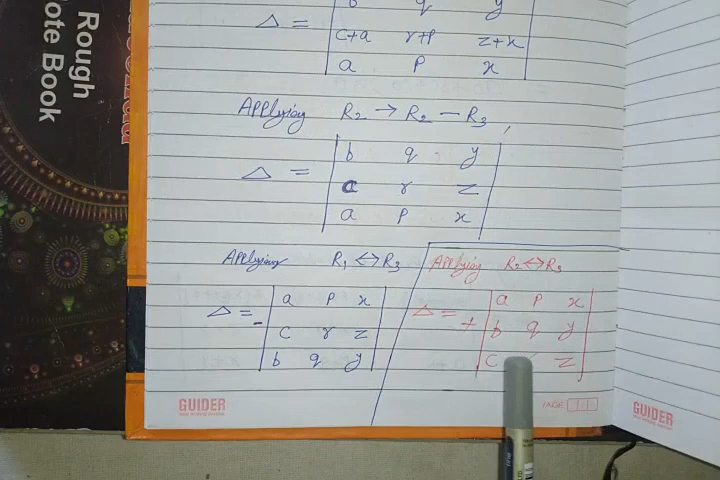 Rough
ote Book
b q y
Δ = c+a r+p z+x
a p x
Applying R2 → R2 − R3,
b q y
Δ = c r z
a p x
Applying R1 ↔ R3
a p x
Δ = - c r z
b q y
Applying R2 ↔ R3
a p x
Δ = + b q y
c z
GUIDER
PAGE
GUIDER